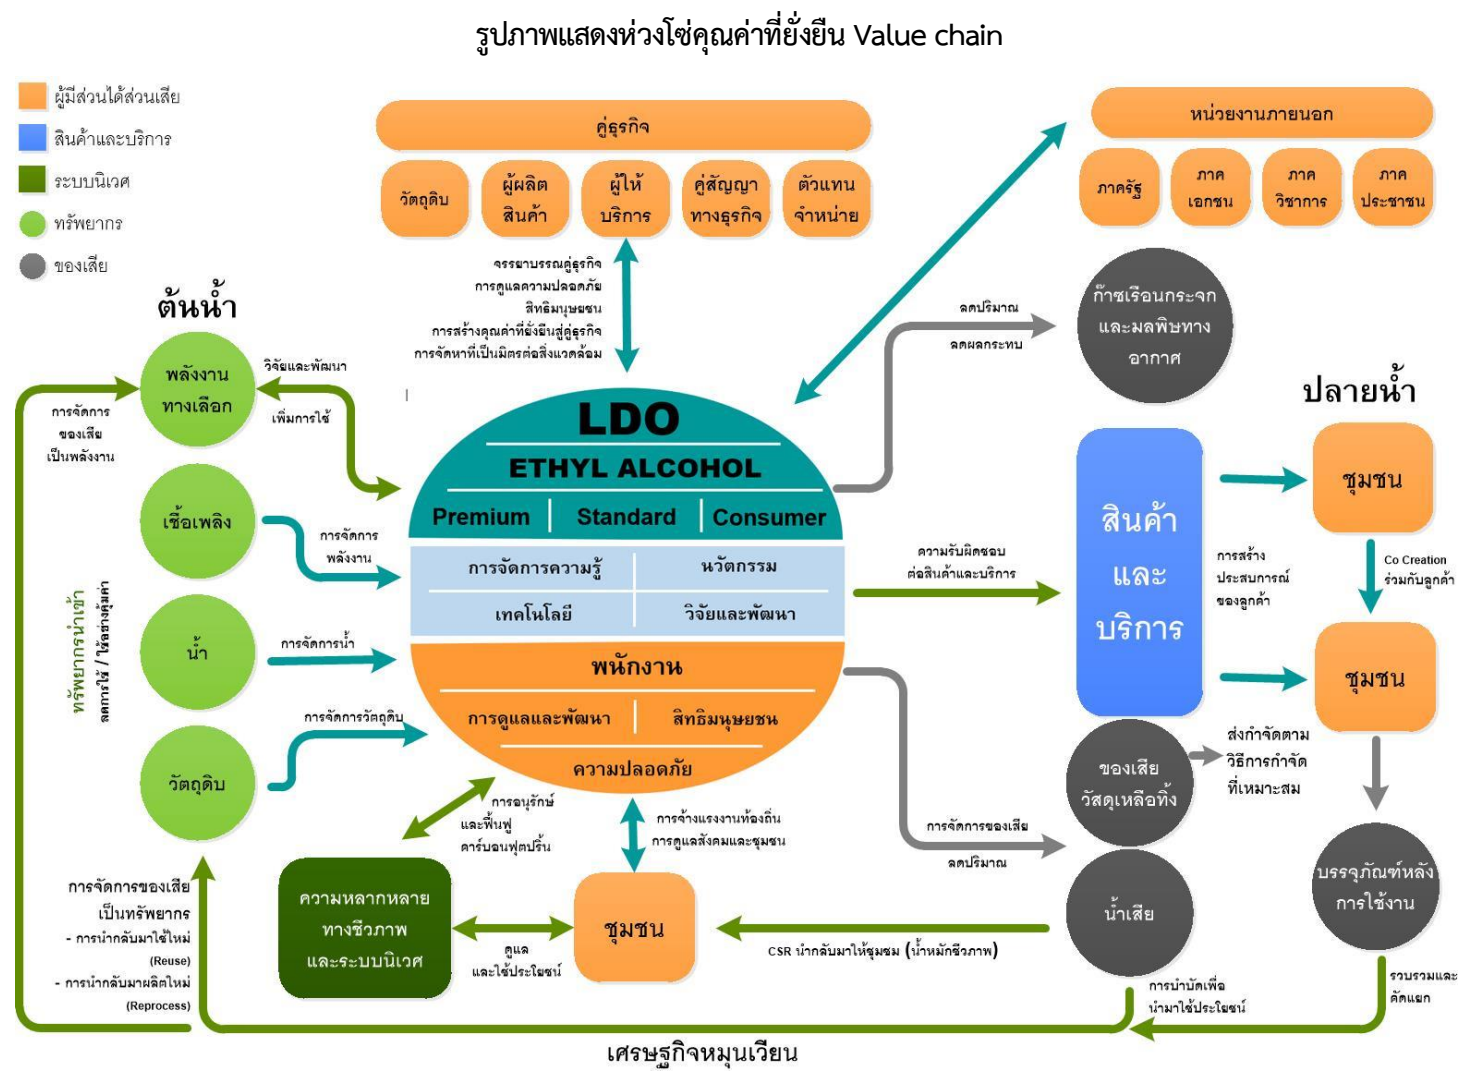 รูปภาพแสดงห่วงโซ่คุณค่าที่ยั่งยืน Value chain
ผู้มีส่วนได้ส่วนเสีย
สินค้าและบริการ
ระบบนิเวศ
ทรัพยากร
ของเสีย
คู่ธุรกิจ
วัตถุดิบ
ผู้ผลิต
สินค้า
ผู้ให้
บริการ
คู่สัญญา
ทางธุรกิจ
ตัวแทน
จำหน่าย
หน่วยงานภายนอก
ภาครัฐ
ภาค
เอกชน
ภาค
วิชาการ
ภาค
ประชาชน
จรรยาบรรณคู่ธุรกิจ
การดูแลความปลอดภัย
สิทธิมนุษยชน
การสร้างคุณค่าที่ยั่งยืนสู่คู่ธุรกิจ
การจัดหาที่เป็นมิตรต่อสิ่งแวดล้อม
ลดปริมาณ
ลดผลกระทบ
ก๊าซเรือนกระจก
และมลพิษทาง
อากาศ
ต้นน้ำ
พลังงาน
ทางเลือก
วิจัยและพัฒนา
เพิ่มการใช้
การจัดการ
ของเสีย
เป็นพลังงาน
เชื้อเพลิง
การจัดการ
พลังงาน
น้ำ
การจัดการน้ำ
วัตถุดิบ
การจัดการวัตถุดิบ
ทรัพยากรนำเข้า
ลดการใช้ / ใช้อย่างคุ้มค่า
LDO
ETHYL ALCOHOL
Premium
Standard
Consumer
การจัดการความรู้
นวัตกรรม
เทคโนโลยี
วิจัยและพัฒนา
พนักงาน
การดูแลและพัฒนา
สิทธิมนุษยชน
ความปลอดภัย
ความรับผิดชอบ
ต่อสินค้าและบริการ
สินค้า
และ
บริการ
ปลายน้ำ
ชุมชน
การสร้าง
ประสบการณ์
ของลูกค้า
Co Creation
ร่วมกับลูกค้า
ชุมชน
ของเสีย
วัสดุเหลือทิ้ง
ส่งกำจัดตาม
วิธีการกำจัด
ที่เหมาะสม
การจัดการของเสีย
ลดปริมาณ
น้ำเสีย
บรรจุภัณฑ์หลัง
การใช้งาน
รวบรวมและ
คัดแยก
การอนุรักษ์
และฟื้นฟู
คาร์บอนฟุตปริ้น
การจ้างแรงงานท้องถิ่น
การดูแลสังคมและชุมชน
ความหลากหลาย
ทางชีวภาพ
และระบบนิเวศ
ดูแล
และใช้ประโยชน์
ชุมชน
CSR นำกลับมาให้ชุมชม (น้ำหมักชีวภาพ)
การบำบัดเพื่อ
นำมาใช้ประโยชน์
การจัดการของเสีย
เป็นทรัพยากร
- การนำกลับมาใช้ใหม่
(Reuse)
- การนำกลับมาผลิตใหม่
(Reprocess)
เศรษฐกิจหมุนเวียน